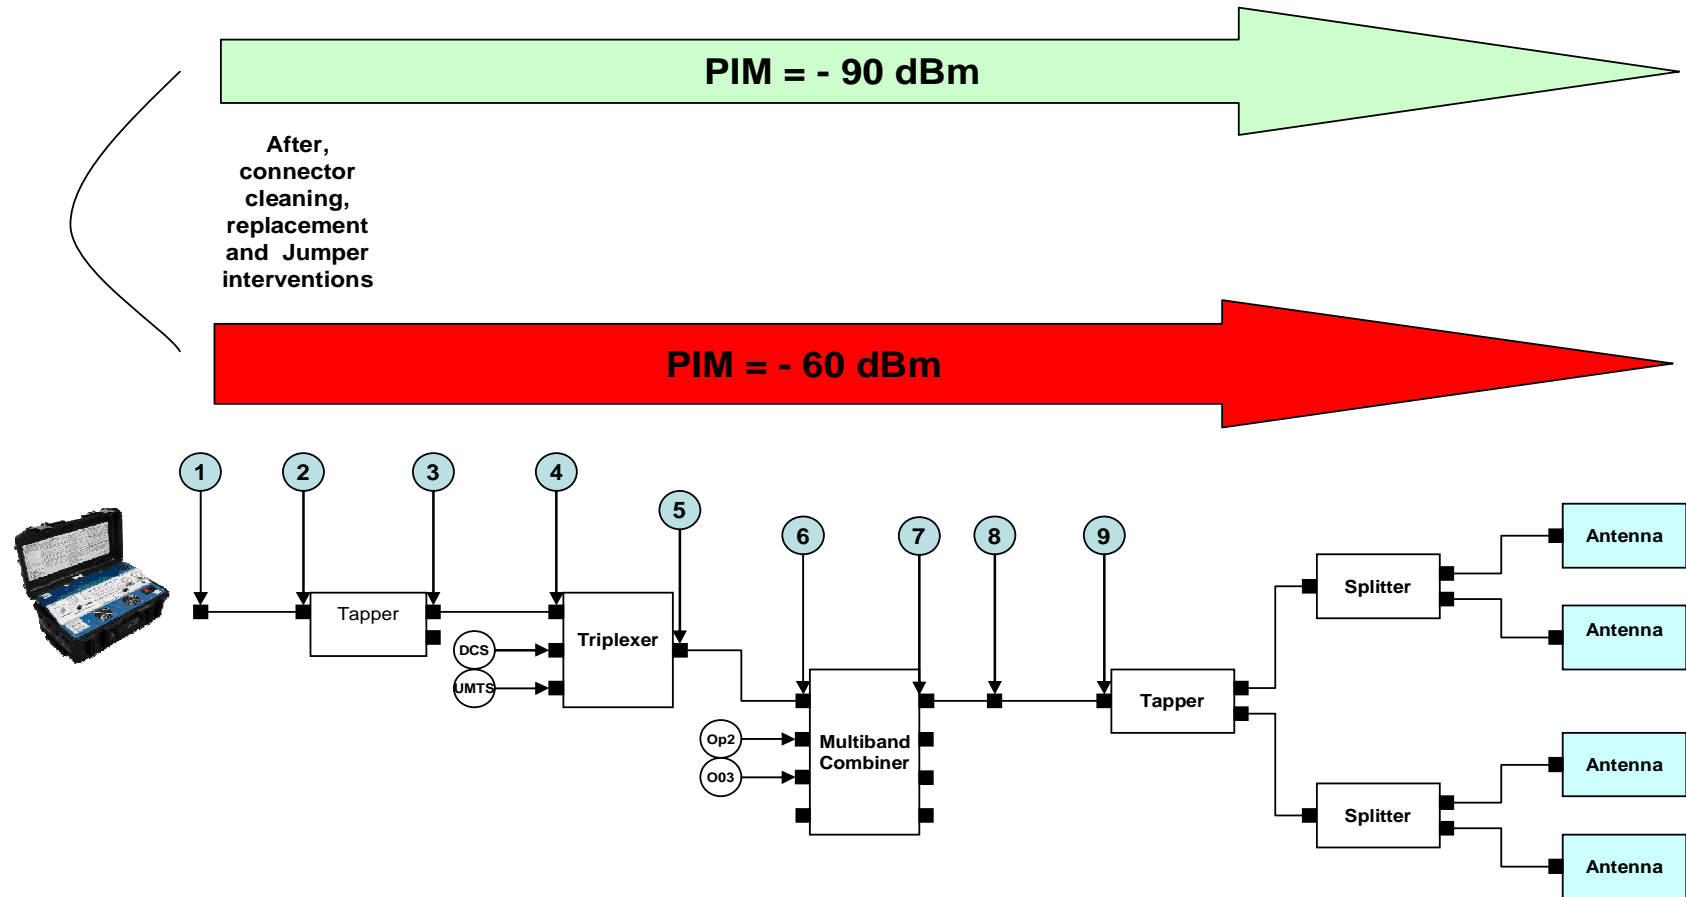 PIM = - 90 dBm
After,
connector
cleaning,
replacement
and Jumper
interventions
PIM = - 60 dBm
1
2
3
4
5
6
7
8
9
Tapper
Triplexer
DCS
UMTS
Op2
O03
Multiband
Combiner
Tapper
Splitter
Splitter
Antenna
Antenna
Antenna
Antenna